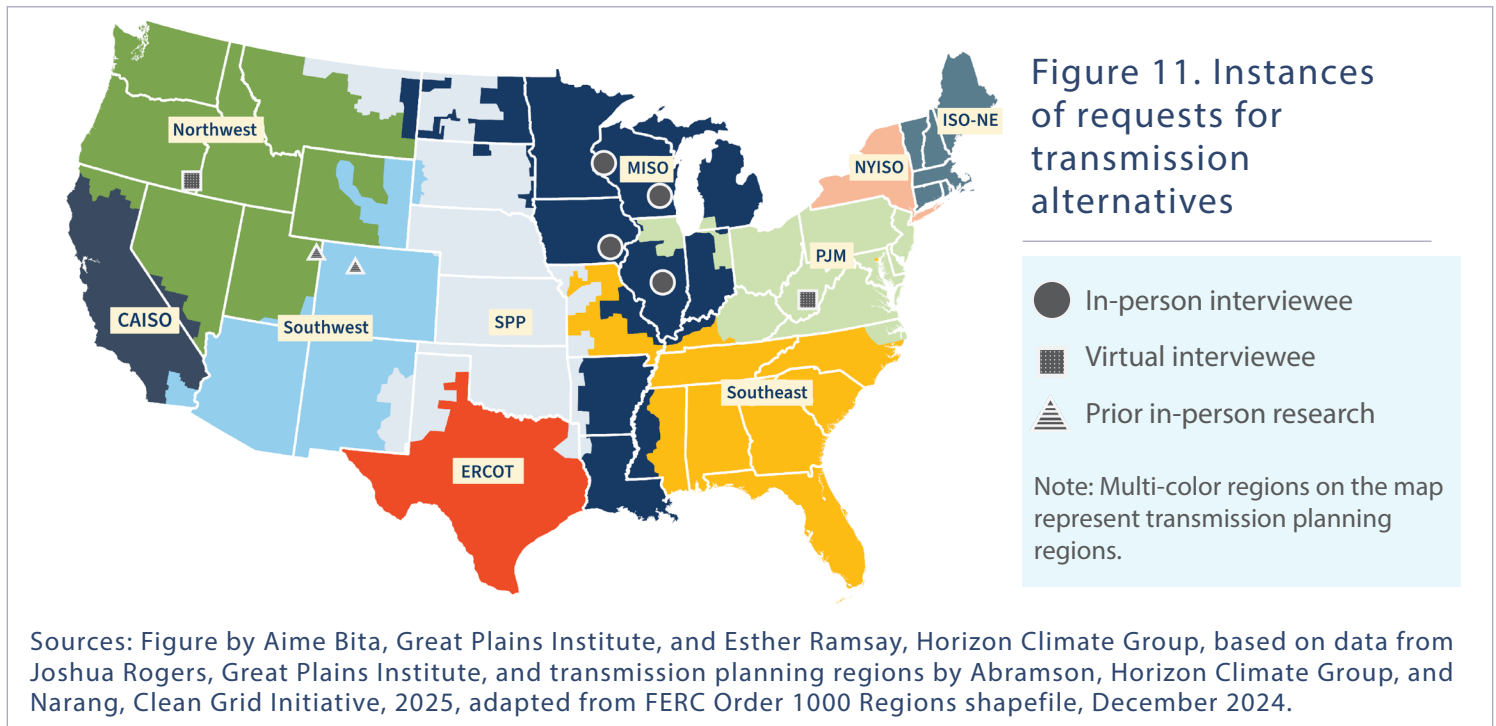 Figure 11. Instances
of requests for
transmission
alternatives
Northwest
MISO
ISO-NE
NYISO
PJM
CAISO
Southwest
SPP
Southeast
ERCOT
In-person interviewee
Virtual interviewee
Prior in-person research
Note: Multi-color regions on the map
represent transmission planning
regions.
Sources: Figure by Aime Bita, Great Plains Institute, and Esther Ramsay, Horizon Climate Group, based on data from
Joshua Rogers, Great Plains Institute, and transmission planning regions by Abramson, Horizon Climate Group, and
Narang, Clean Grid Initiative, 2025, adapted from FERC Order 1000 Regions shapefile, December 2024.